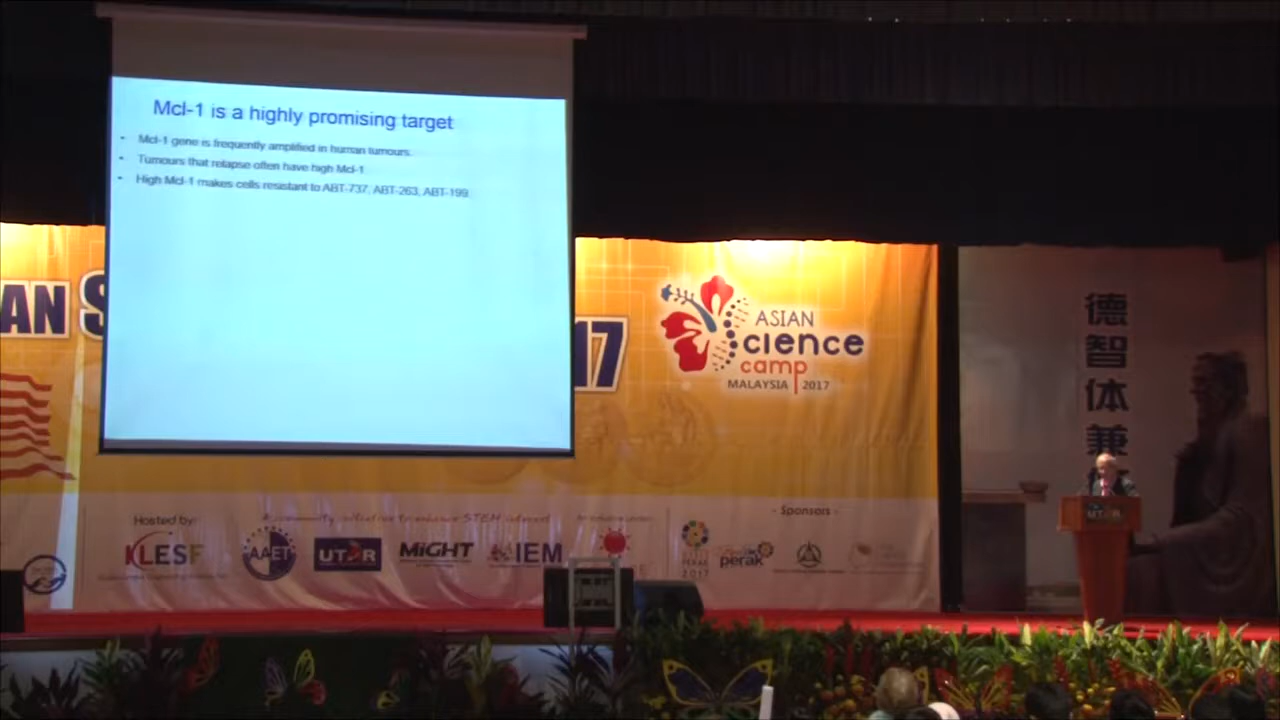 Mcl-1 is a highly promising target
• Mcl-1 gene is frequently amplified in human tumours.
• Tumours that relapse often have high Mcl-1
• High Mcl-1 makes cells resistant to ABT-737, ABT-263, ABT-199.
AN S
17
ASIAN
science
camp
MALAYSIA 2017
德智体兼
Hosted by:
KLESF
AAET
UTAR
MiGHT
IEM
- Sponsors -
perak
2017
UTAR